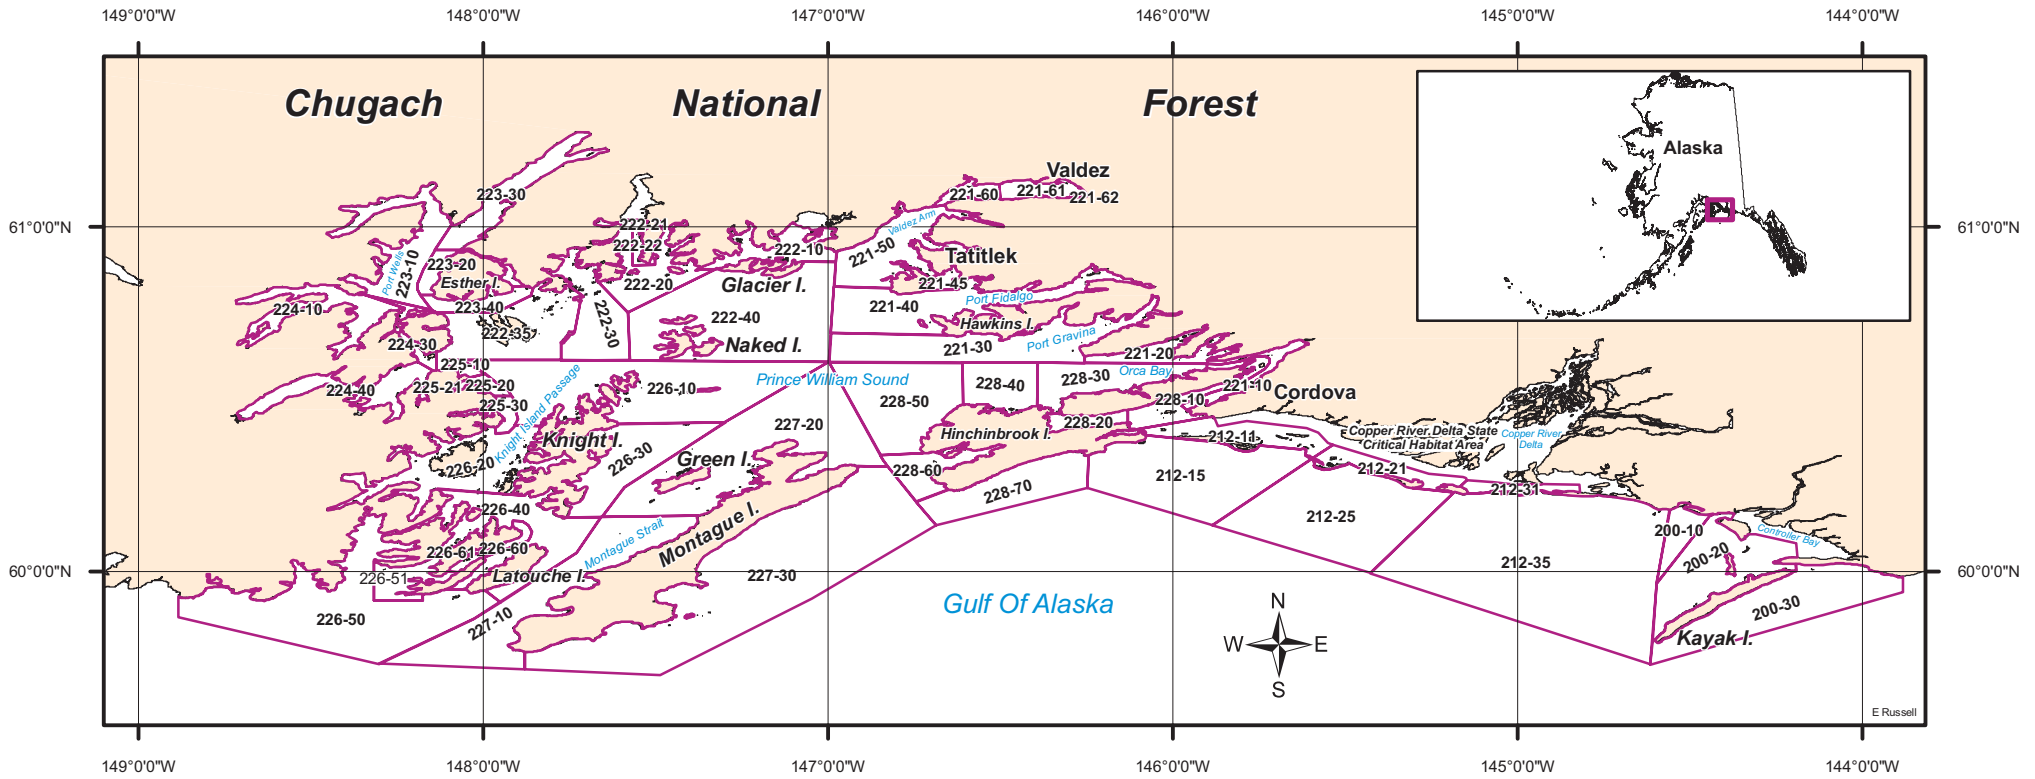 149°0'0"W
148°0'0"W
147°0'0"W
146°0'0"W
145°0'0"W
144°0'0"W
Chugach National Forest
Alaska
Valdez
223-30
221-60
221-61
221-62
61°0'0"N
61°0'0"N
222-21
Valdez Arm
222-22
222-10
221-50
Tatitlek
Port Wells
223-10
223-20
Esther I.
222-20
Glacier I.
221-45
Port Fidalgo
224-10
223-40
222-35
222-30
222-40
221-40
Hawkins I.
Port Gravina
224-30
Naked I.
221-30
221-20
225-10
Prince William Sound
Orca Bay
224-40
225-21
225-20
226-10
228-40
228-30
221-10
Cordova
225-30
Knight Island Passage
228-50
228-10
Knight I.
227-20
Hinchinbrook I.
228-20
212-11
Copper River Delta State
Critical Habitat Area
Copper River
Delta
226-20
226-30
Green I.
228-60
228-70
212-15
212-21
212-31
226-40
Montague Strait
Montague I.
212-25
200-10
Controller Bay
226-61
226-60
200-20
60°0'0"N
226-51
Latouche I.
227-30
212-35
60°0'0"N
226-50
227-10
Gulf Of Alaska
N
W
E
S
200-30
Kayak I.
E Russell
149°0'0"W
148°0'0"W
147°0'0"W
146°0'0"W
145°0'0"W
144°0'0"W